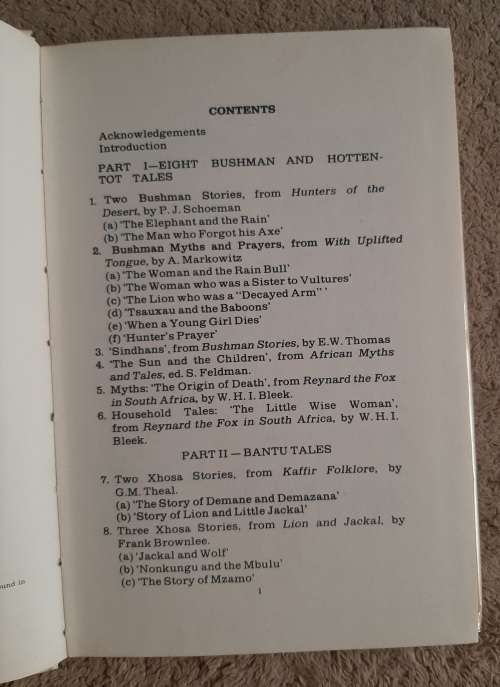 CONTENTS
Acknowledgements
Introduction
PART I—EIGHT BUSHMAN AND HOTTEN-
TOT TALES
1. Two Bushman Stories, from Hunters of the
Desert, by P. J. Schoeman
(a) 'The Elephant and the Rain'
(b) 'The Man who Forgot his Axe'
2. Bushman Myths and Prayers, from With Uplifted
Tongue, by A. Markowitz
(a) 'The Woman and the Rain Bull'
(b) 'The Woman who was a Sister to Vultures'
(c) 'The Lion who was a "Decayed Arm" '
(d) 'Tsauxau and the Baboons'
(e) 'When a Young Girl Dies'
(f) 'Hunter's Prayer'
3. 'Sindhans', from Bushman Stories, by E.W. Thomas
4. 'The Sun and the Children', from African Myths
and Tales, ed. S. Feldman.
5. Myths: 'The Origin of Death', from Reynard the Fox
in South Africa, by W. H. I. Bleek.
6. Household Tales: 'The Little Wise Woman',
from Reynard the Fox in South Africa, by W. H. I.
Bleek.
PART II — BANTU TALES
7. Two Xhosa Stories, from Kaffir Folklore, by
G.M. Theal.
(a) 'The Story of Demane and Demazana'
(b) 'Story of Lion and Little Jackal'
8. Three Xhosa Stories, from Lion and Jackal, by
Frank Brownlee.
(a) 'Jackal and Wolf'
(b) 'Nonkungu and the Mbulu'
(c) 'The Story of Mzamo'
1